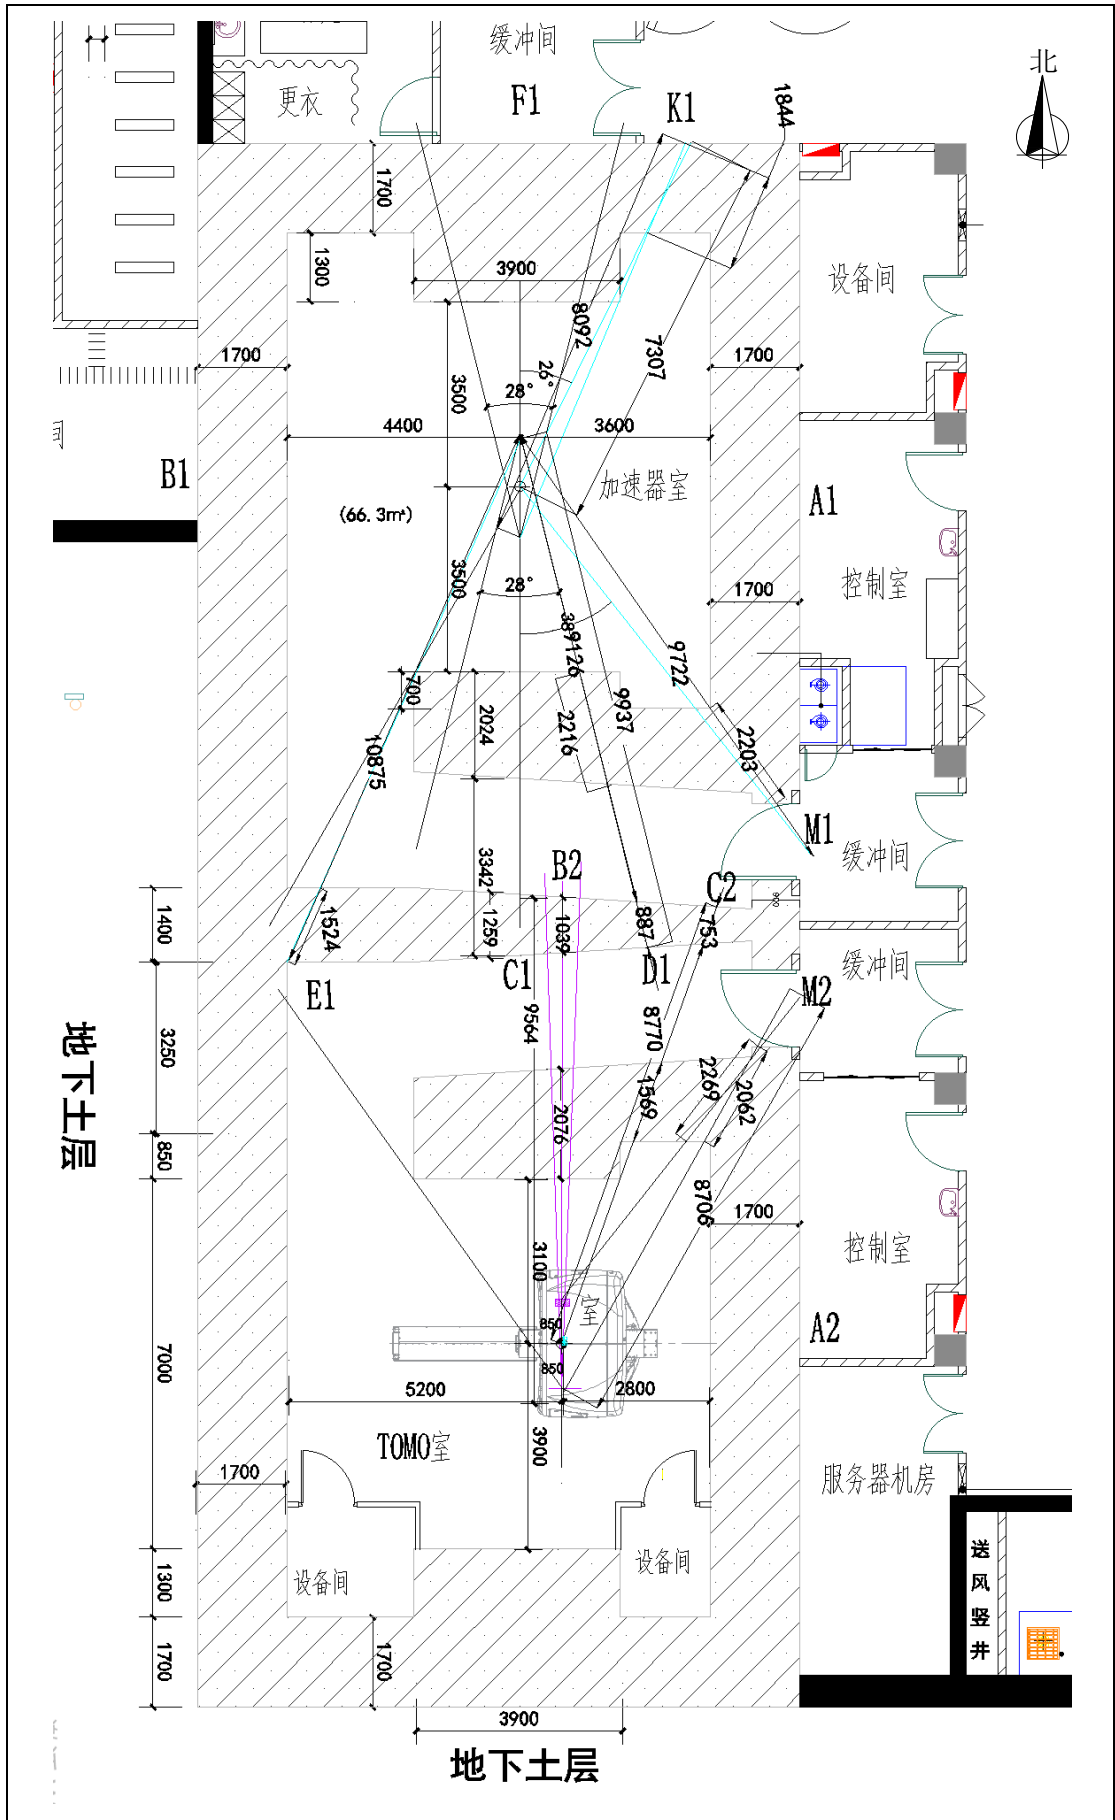 缓冲间
北
更衣
F1
K1
1844
1700
1300
3900
设备间
8092
7307
26°
28°
1700
1700
3500
4400
3600
B1
加速器室
A1
(66.3m²)
3500
28°
1700
控制室
389126
9722
9937
700
2024
2216
2203
10875
M1
缓冲间
3342
B2
C2
900
1400
1524
1259
1039
887
753
缓冲间
E1
C1
D1
M2
9564
8770
地下土层
3250
2269
2062
1569
2076
850
8706
1700
控制室
3100
室
850
A2
850
7000
5200
2800
TOMO室
3900
1700
服务器机房
设备间
设备间
送风竖井
1300
1700
1700
3900
地下土层